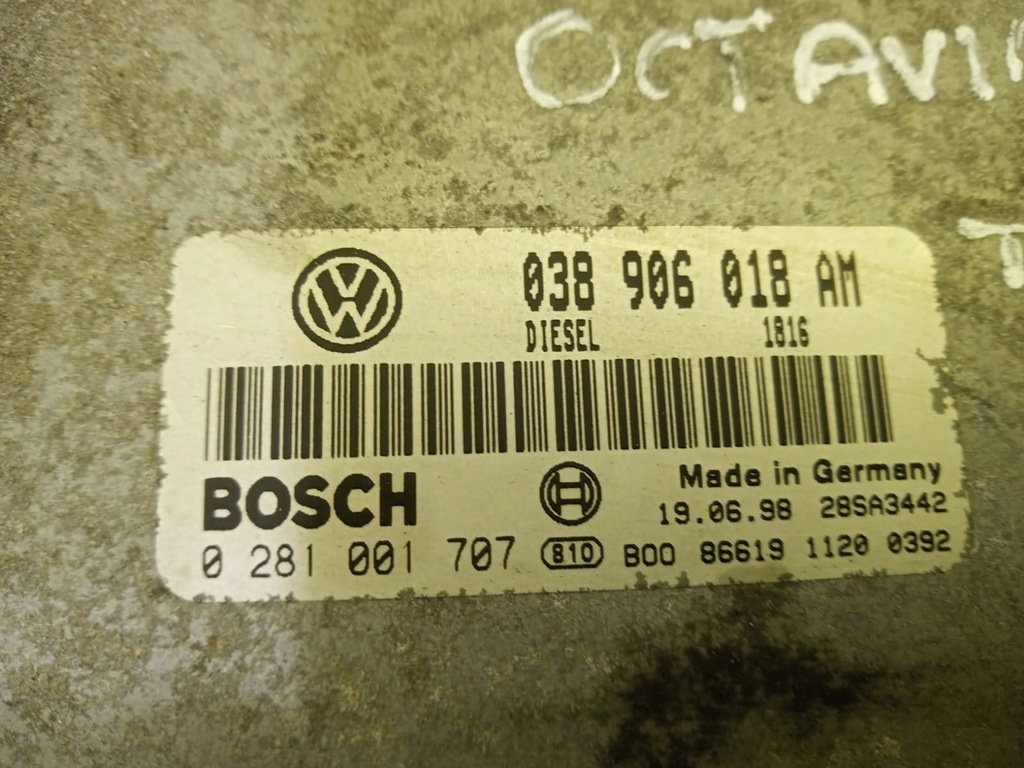 OCTAVI
038 906 018 AM
DIESEL 1816
BOSCH
Made in Germany
19.06.98 28SA3442
0 281 001 707 810 B00 86619 1120 0392